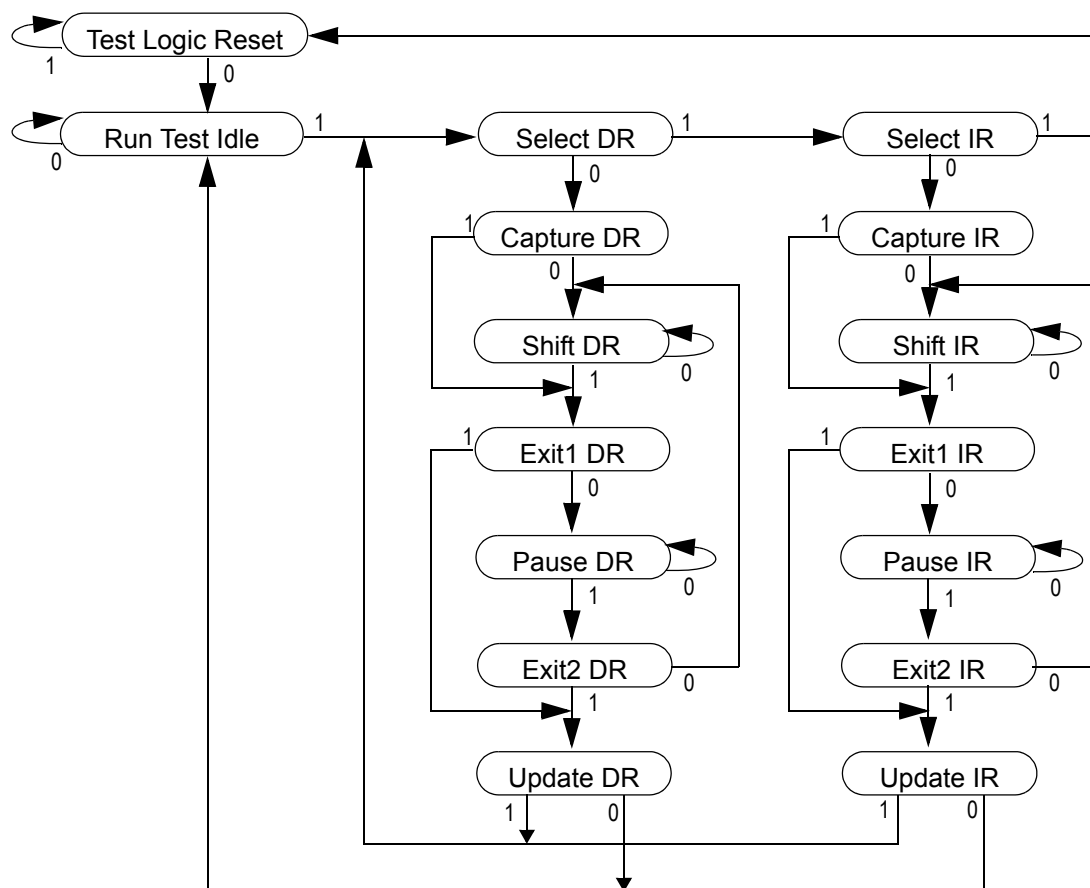 Test Logic Reset
1
0
Run Test Idle
1
Select DR
1
Select IR
1
0
0
0
1
Capture DR
1
Capture IR
0
0
Shift DR
Shift IR
0
0
1
1
1
Exit1 DR
1
Exit1 IR
0
0
Pause DR
Pause IR
0
0
1
1
Exit2 DR
Exit2 IR
0
0
1
1
Update DR
Update IR
1
0
1
0